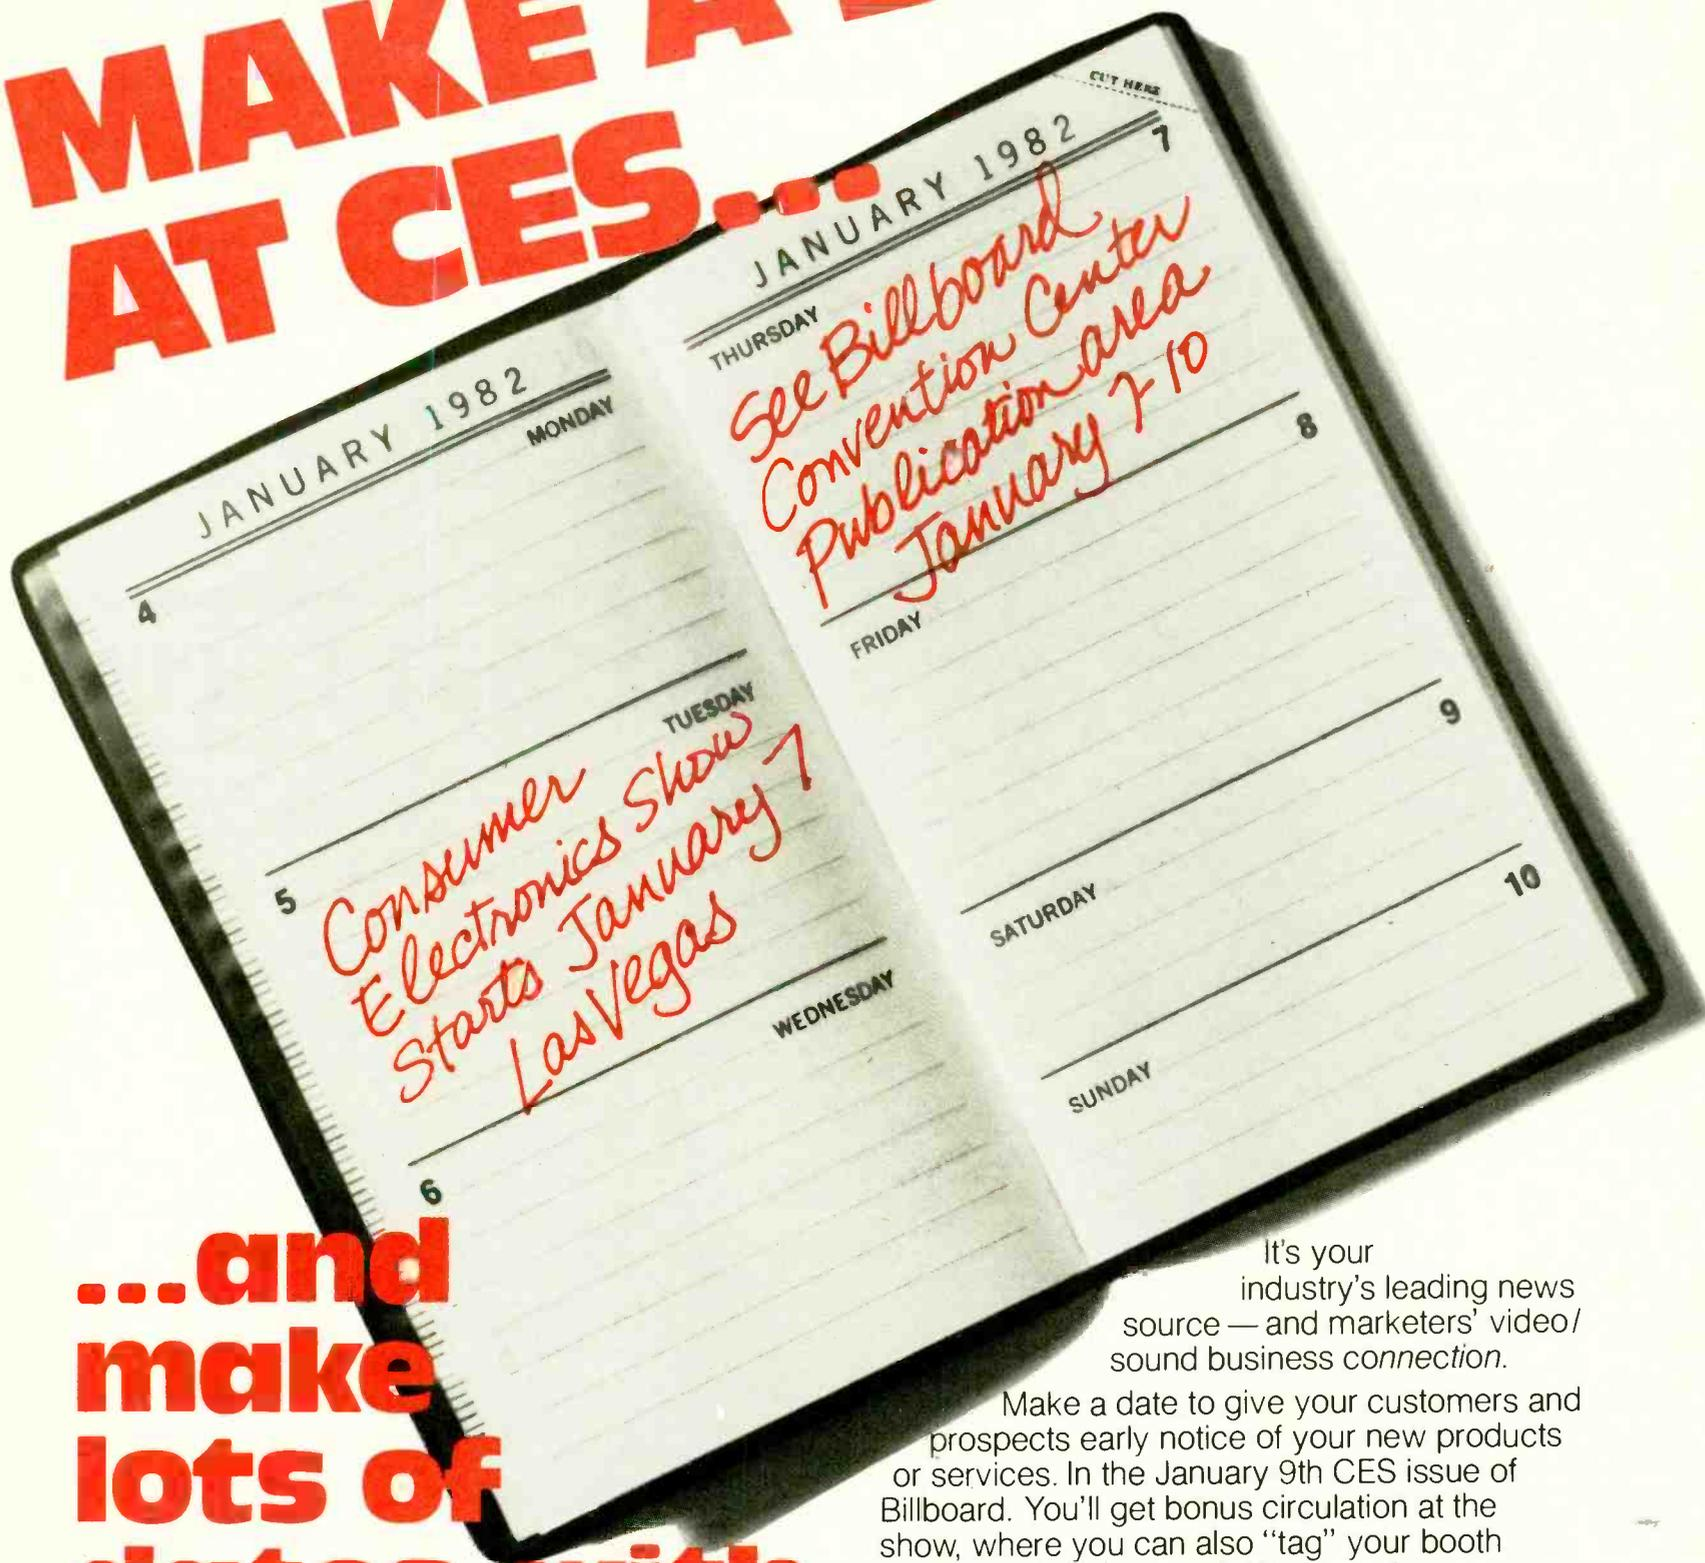 MAKE A
AT CES...
JANUARY 1982
MONDAY
4
TUESDAY
5
Consumer
Electronics Show
Starts January 7
Las Vegas
WEDNESDAY
6
CUT HERE
JANUARY 1982
7
THURSDAY
See Billboard
Convention Center
Publication area
January 7-10
8
FRIDAY
9
SATURDAY
10
SUNDAY
...and
make
lots of
It's your
industry's leading news
source — and marketers' video/
sound business connection.
Make a date to give your customers and
prospects early notice of your new products
or services. In the January 9th CES issue of
Billboard. You'll get bonus circulation at the
show, where you can also "tag" your booth